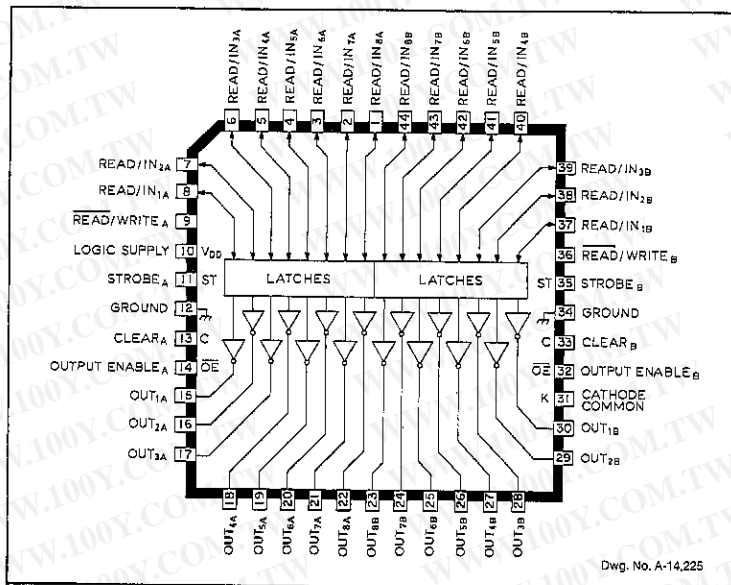 READ/IN3A
READ/IN4A
READ/IN5A
READ/IN6A
READ/IN7A
READ/IN8A
READ/IN8B
READ/IN7B
READ/IN6B
READ/IN5B
READ/IN4B
6 5 4 3 2 1 44 43 42 41 40
READ/IN2A 7
READ/IN1A 8
READ/WRITEA 9
LOGIC SUPPLY 10 VDD
STROBEA 11 ST
GROUND 12
CLEARA 13 C
OUTPUT ENABLEA 14 OE
OUT1A 15
OUT2A 16
OUT3A 17
LATCHES LATCHES
39 READ/IN3B
38 READ/IN2B
37 READ/IN1B
36 READ/WRITEB
ST 35 STROBEB
34 GROUND
C 33 CLEARB
OE 32 OUTPUT ENABLEB
K 31 CATHODE
COMMON
30 OUT1B
29 OUT2B
18 19 20 21 22 23 24 25 26 27 28
OUT4A
OUT5A
OUT6A
OUT7A
OUT8A
OUT8B
OUT7B
OUT6B
OUT5B
OUT4B
OUT3B
Dwg. No. A-14,225
WWW.100Y.COM.TW